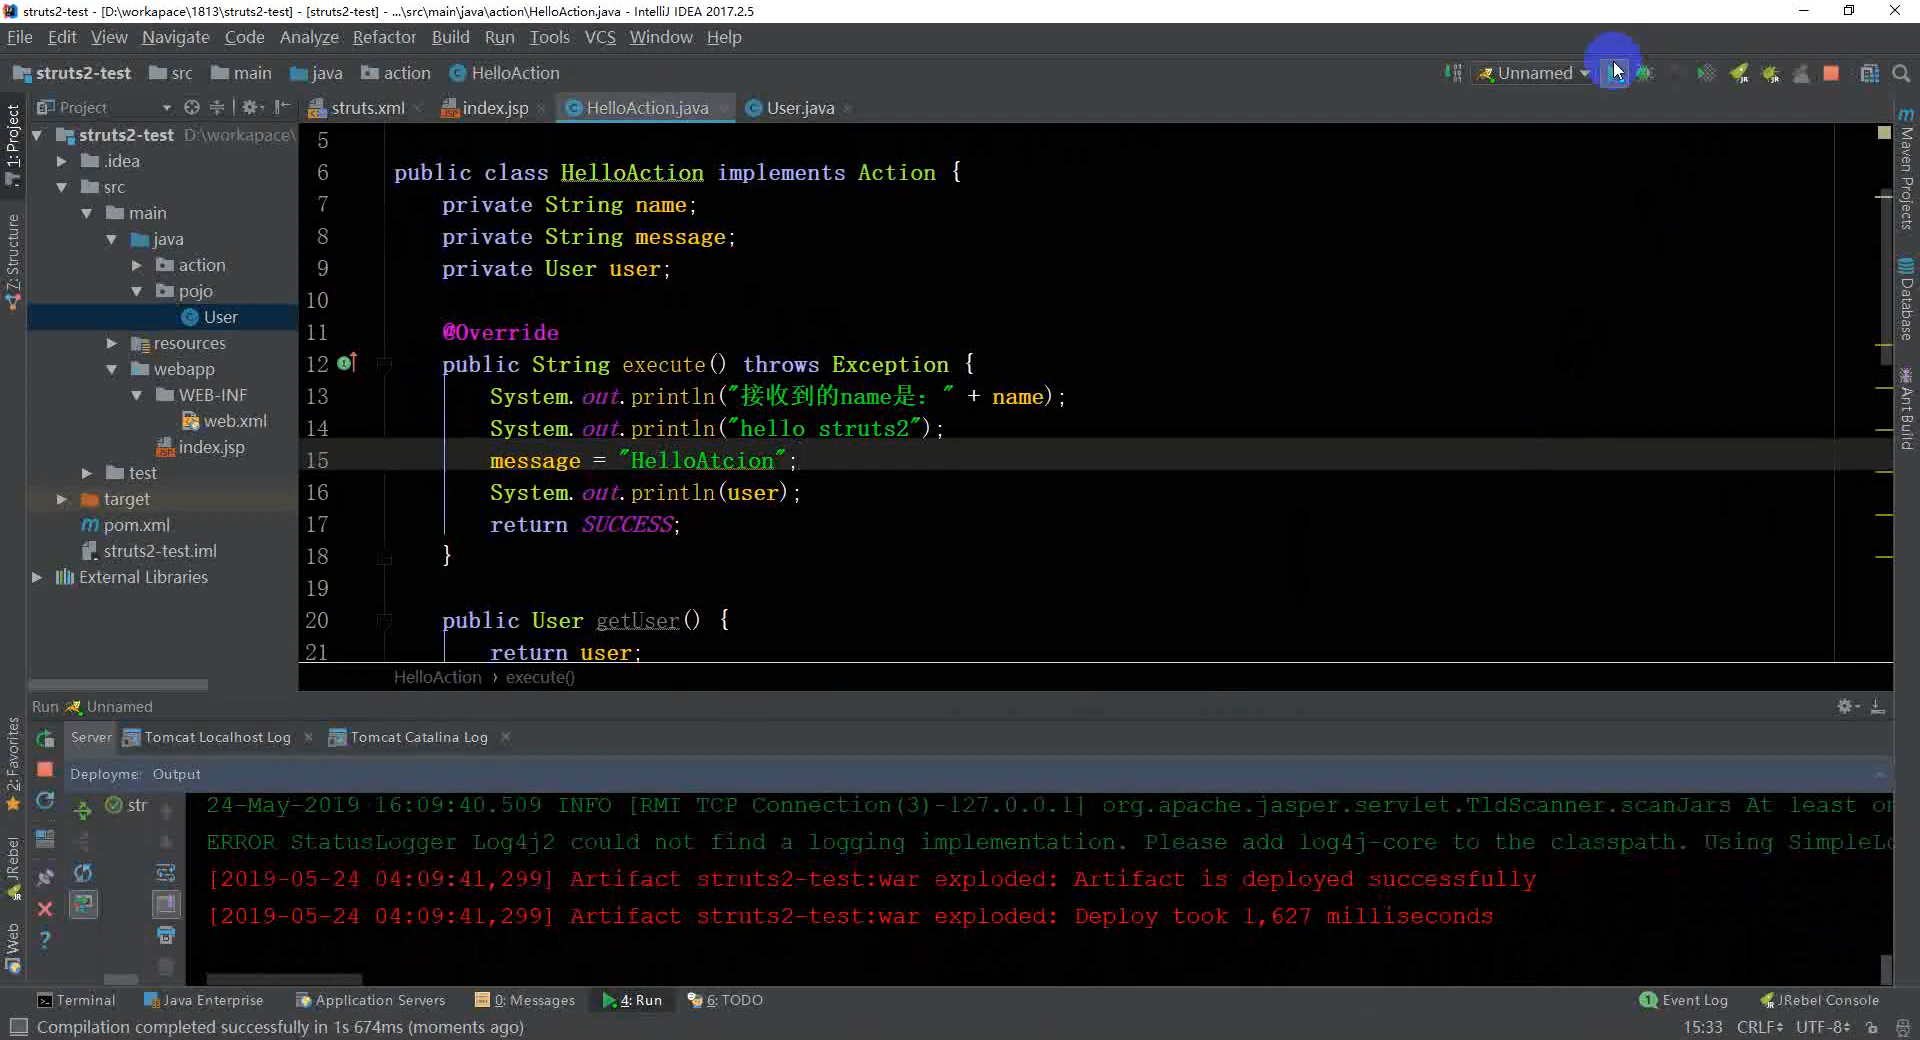 struts2-test - [D:\workapace\1813\struts2-test] - [struts2-test] - ...\src\main\java\action\HelloAction.java - IntelliJ IDEA 2017.2.5
File Edit View Navigate Code Analyze Refactor Build Run Tools VCS Window Help
struts2-test src main java action HelloAction Unnamed
Project struts.xml index.jsp HelloAction.java User.java
1: Project
7: Structure
2: Favorites
JRebel
Web
struts2-test D:\workapace\
.idea
src
main
java
action
pojo
User
resources
webapp
WEB-INF
web.xml
index.jsp
test
target
pom.xml
struts2-test.iml
External Libraries
5
6 public class HelloAction implements Action {
7 private String name;
8 private String message;
9 private User user;
10
11 @Override
12 public String execute() throws Exception {
13 System.out.println("接收到的name是：" + name);
14 System.out.println("hello struts2");
15 message = "HelloAtcion";
16 System.out.println(user);
17 return SUCCESS;
18 }
19
20 public User getUser() {
21 return user;
HelloAction › execute()
Maven Projects
Database
Ant Build
Run Unnamed
Server Tomcat Localhost Log Tomcat Catalina Log
Deployme Output
str
24-May-2019 16:09:40.509 INFO [RMI TCP Connection(3)-127.0.0.1] org.apache.jasper.servlet.TldScanner.scanJars At least or
ERROR StatusLogger Log4j2 could not find a logging implementation. Please add log4j-core to the classpath. Using SimpleLo
[2019-05-24 04:09:41,299] Artifact struts2-test:war exploded: Artifact is deployed successfully
[2019-05-24 04:09:41,299] Artifact struts2-test:war exploded: Deploy took 1,627 milliseconds
Terminal Java Enterprise Application Servers 0: Messages 4: Run 6: TODO 1 Event Log JRebel Console
Compilation completed successfully in 1s 674ms (moments ago) 15:33 CRLF UTF-8